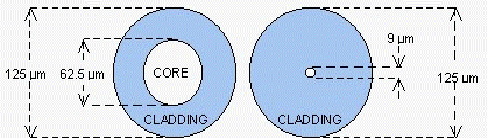 9 µm
125 µm 62.5 µm CORE 125 µm
CLADDING CLADDING